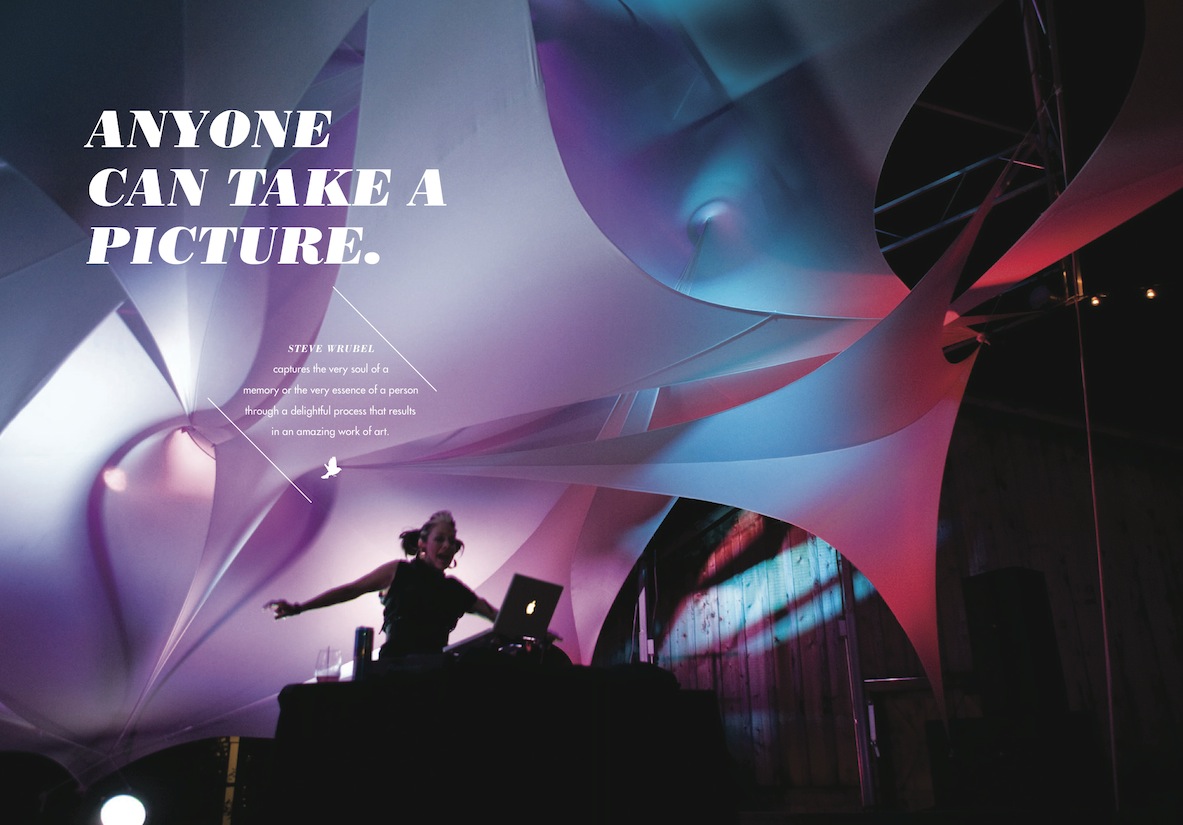 ANYONE
CAN TAKE A
PICTURE.
STEVE WRUBEL
captures the very soul of a
memory or the very essence of a person
through a delightful process that results
in an amazing work of art.